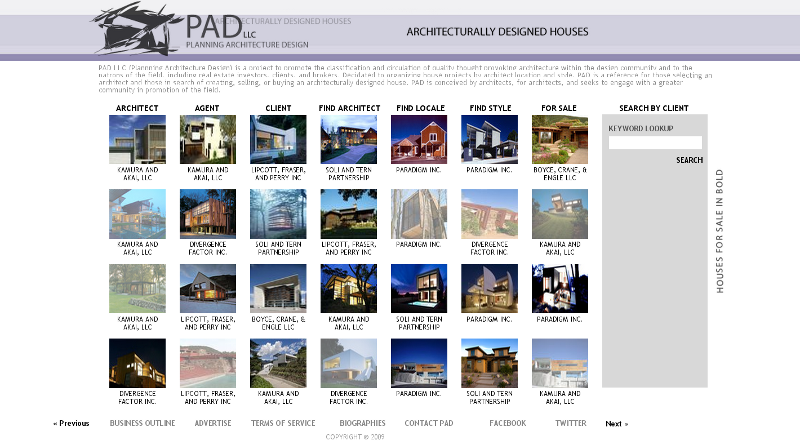 ARCHITECTURALLY DESIGNED HOUSES
PAD LLC
PLANNING ARCHITECTURE DESIGN
ARCHITECTURALLY DESIGNED HOUSES
PAD LLC (Planning Architecture Design) is a project to promote the classification and circulation of quality thought provoking architecture within the design community and to the
patrons of the field, including real estate investors, clients, and brokers. Dedicated to organizing house projects by architect location and style, PAD is a reference for those selecting an
architect and those in search of creating, selling, or buying an architecturally designed house. PAD is conceived by architects, for architects, and seeks to engage with a greater
community in promotion of the field.
ARCHITECT AGENT CLIENT FIND ARCHITECT FIND LOCALE FIND STYLE FOR SALE SEARCH BY CLIENT
KEYWORD LOOKUP
SEARCH
KAMURA AND AKAI, LLC
KAMURA AND AKAI, LLC
LIPCOTT, FRASER, AND PERRY INC
SOLI AND TERN PARTNERSHIP
PARADIGM INC.
PARADIGM INC.
BOYCE, CRANE, & ENGLE LLC
KAMURA AND AKAI, LLC
DIVERGENCE FACTOR INC.
SOLI AND TERN PARTNERSHIP
LIPCOTT, FRASER, AND PERRY INC
PARADIGM INC.
DIVERGENCE FACTOR INC.
KAMURA AND AKAI, LLC
KAMURA AND AKAI, LLC
LIPCOTT, FRASER, AND PERRY INC
BOYCE, CRANE, & ENGLE LLC
KAMURA AND AKAI, LLC
SOLI AND TERN PARTNERSHIP
PARADIGM INC.
PARADIGM INC.
DIVERGENCE FACTOR INC.
LIPCOTT, FRASER, AND PERRY INC
KAMURA AND AKAI, LLC
DIVERGENCE FACTOR INC.
PARADIGM INC.
SOLI AND TERN PARTNERSHIP
KAMURA AND AKAI, LLC
HOUSES FOR SALE IN BOLD
« Previous BUSINESS OUTLINE ADVERTISE TERMS OF SERVICE BIOGRAPHIES CONTACT PAD FACEBOOK TWITTER Next »
COPYRIGHT © 2009